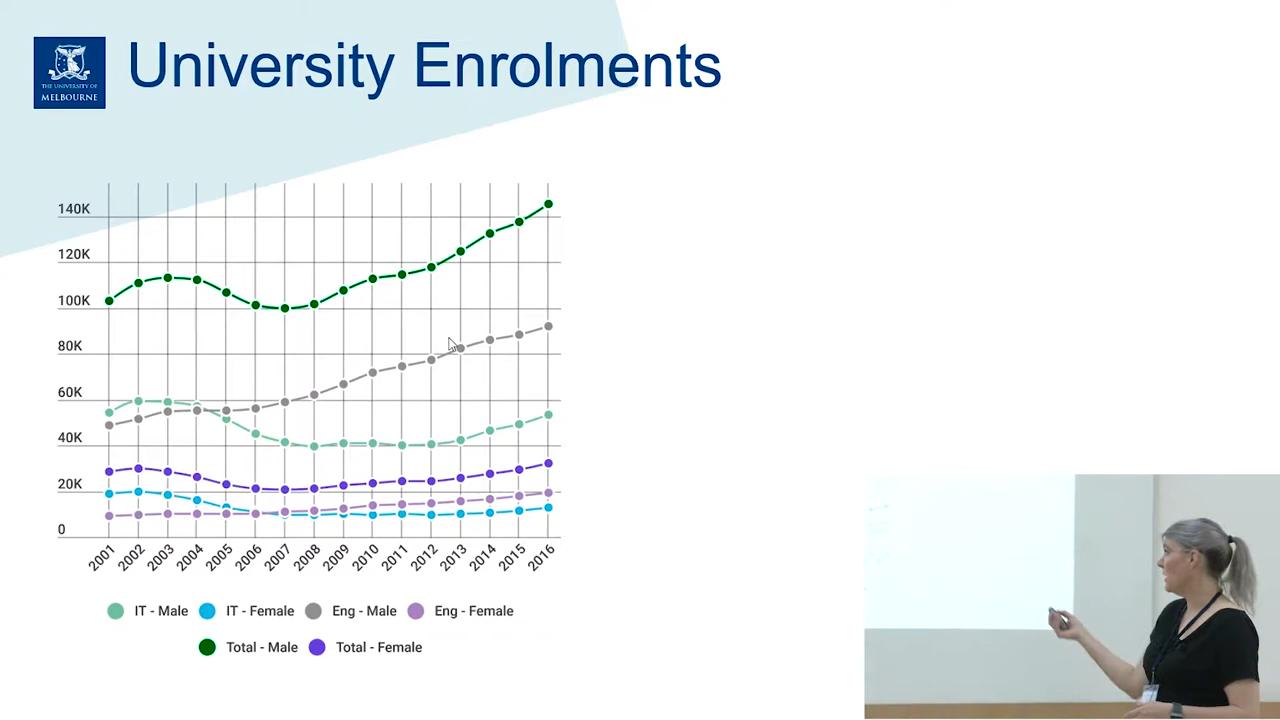 University Enrolments
THE UNIVERSITY OF
MELBOURNE
140K
120K
100K
80K
60K
40K
20K
0
2001 2002 2003 2004 2005 2006 2007 2008 2009 2010 2011 2012 2013 2014 2015 2016
IT - Male IT - Female Eng - Male Eng - Female
Total - Male Total - Female